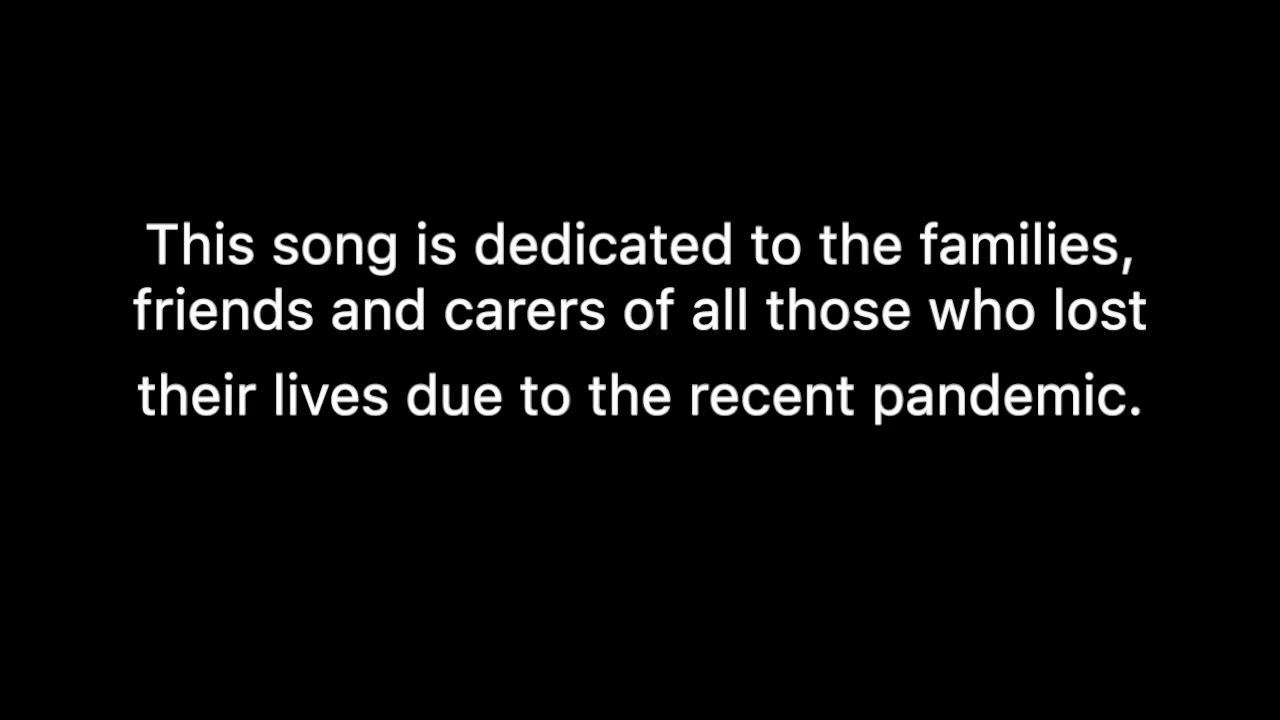 This song is dedicated to the families,
friends and carers of all those who lost
their lives due to the recent pandemic.